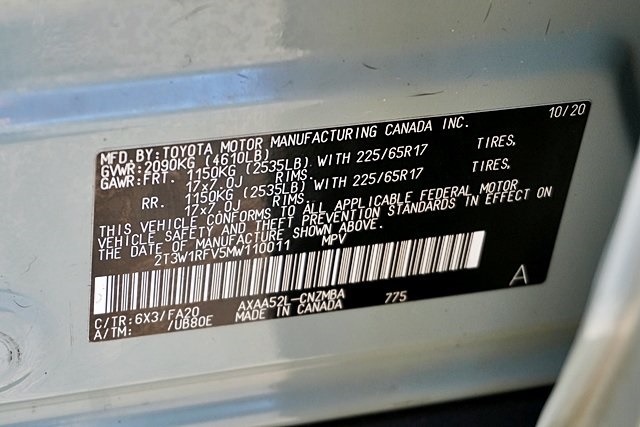 MFD.BY:TOYOTA MOTOR MANUFACTURING CANADA INC. 10/20
GVWR:2090KG (4610LB)
GAWR:FRT. 1150KG (2535LB) WITH 225/65R17 TIRES,
17x7.0J RIMS.
RR. 1150KG (2535LB) WITH 225/65R17 TIRES,
17x7.0J RIMS.
THIS VEHICLE CONFORMS TO ALL APPLICABLE FEDERAL MOTOR
VEHICLE SAFETY AND THEFT PREVENTION STANDARDS IN EFFECT ON
THE DATE OF MANUFACTURE SHOWN ABOVE.
2T3W1RFV5MW110011 MPV
A
C/TR:6X3/FA20 AXAA52L-CNZMBA 775
A/TM: /UB80E MADE IN CANADA